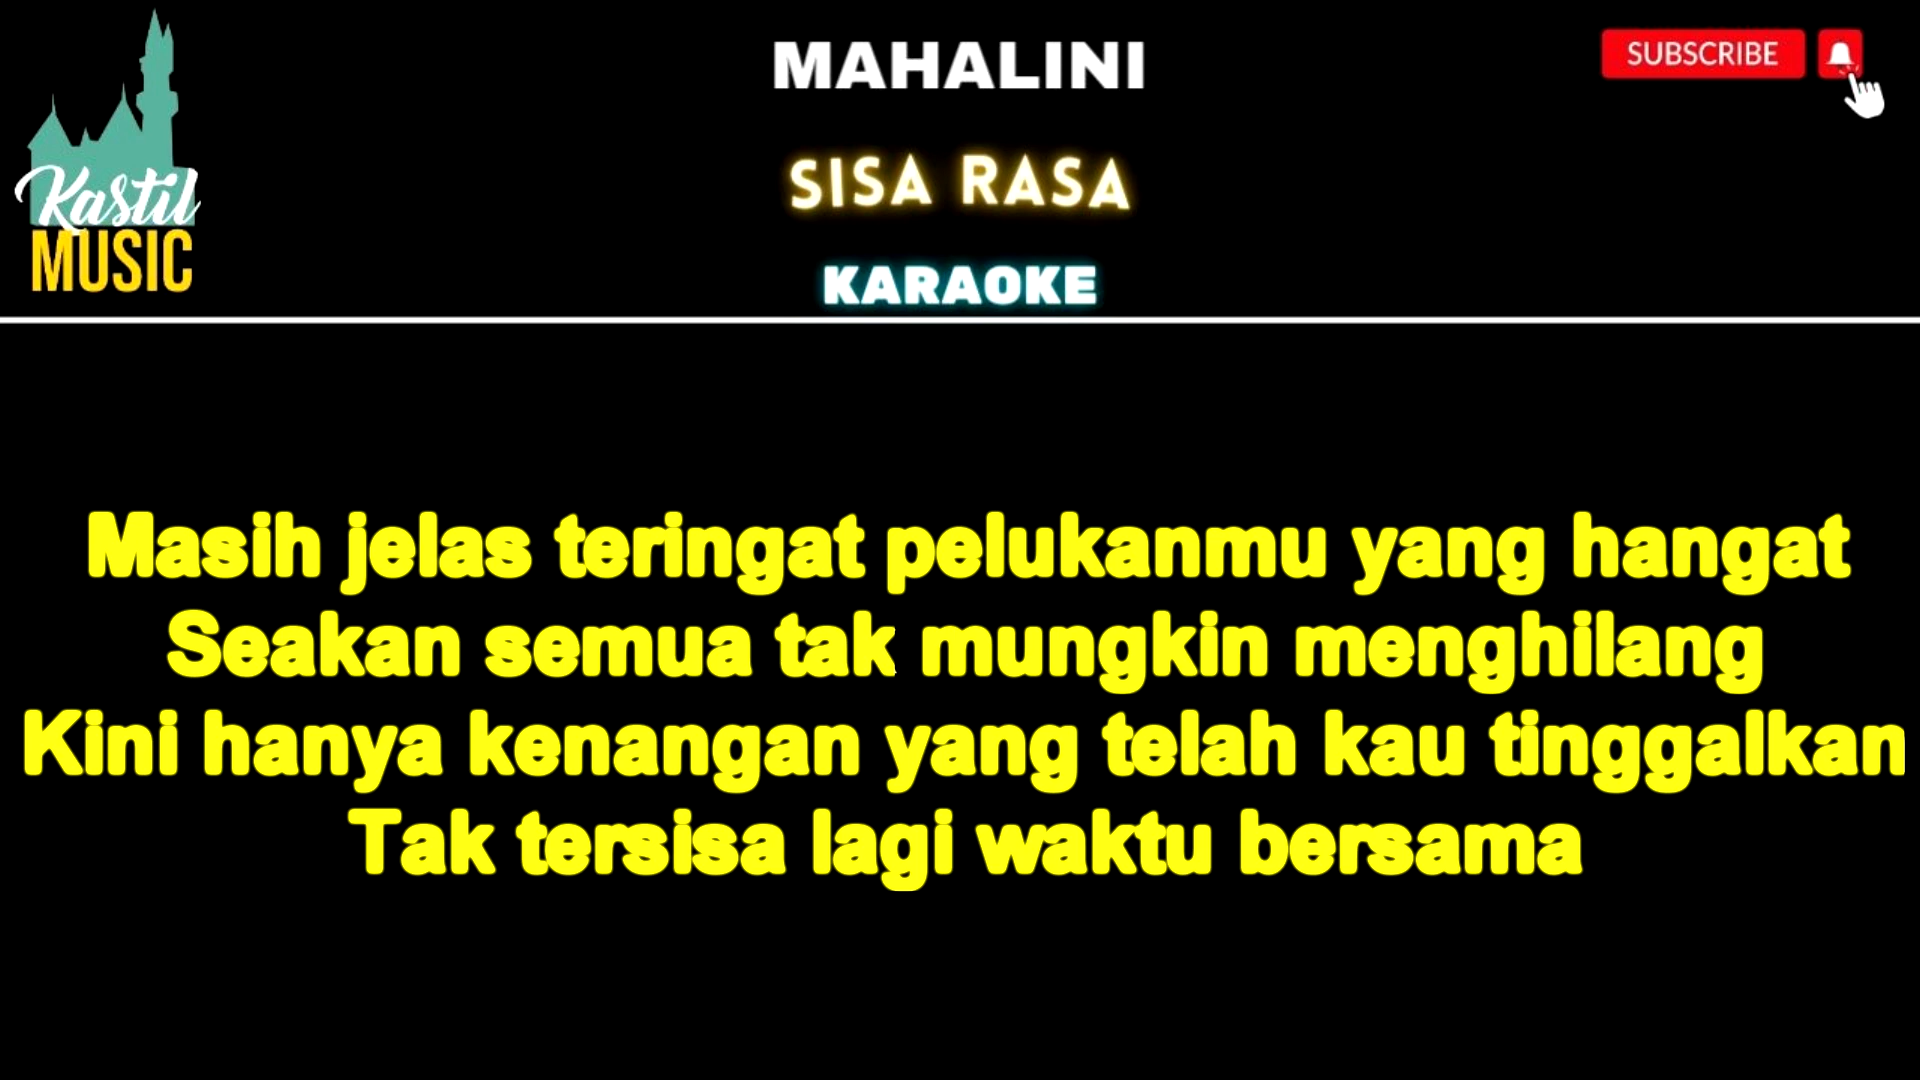 MAHALINI
SUBSCRIBE
SISA RASA
Kastil
MUSIC
KARAOKE
Masih jelas teringat pelukanmu yang hangat
Seakan semua tak mungkin menghilang
Kini hanya kenangan yang telah kau tinggalkan
Tak tersisa lagi waktu bersama